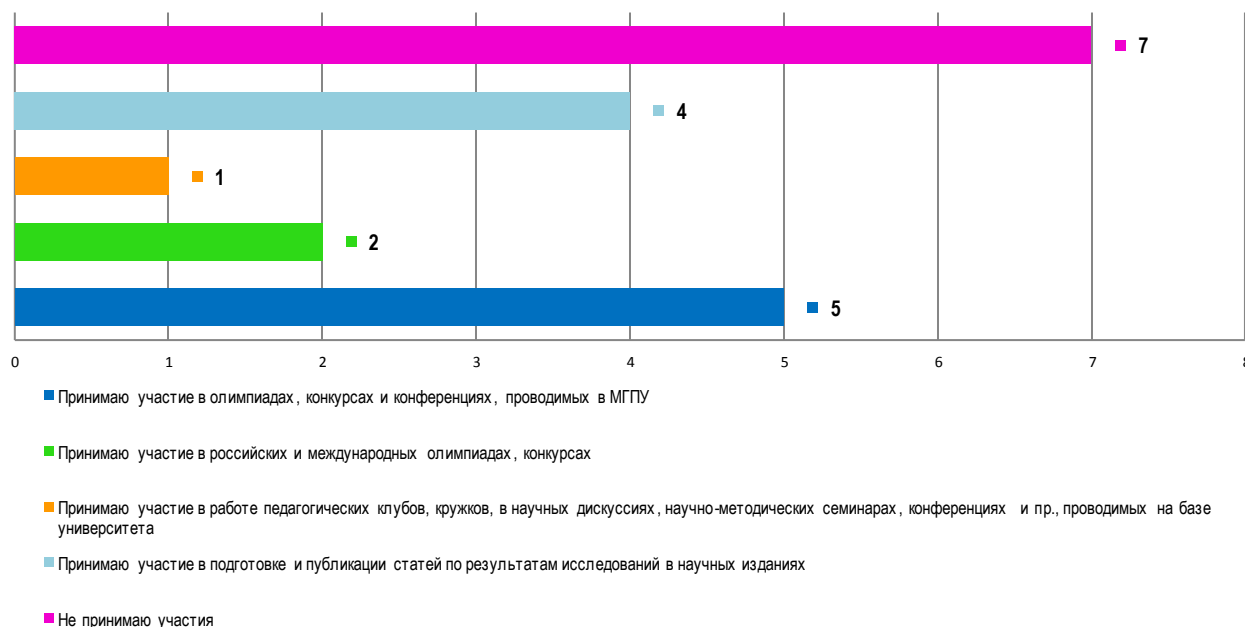 7
4
1
2
5
0 1 2 3 4 5 6 7 8
Принимаю участие в олимпиадах, конкурсах и конференциях, проводимых в МГПУ
Принимаю участие в российских и международных олимпиадах, конкурсах
Принимаю участие в работе педагогических клубов, кружков, в научных дискуссиях, научно-методических семинарах, конференциях и пр., проводимых на базе
университета
Принимаю участие в подготовке и публикации статей по результатам исследований в научных изданиях
Не принимаю участия